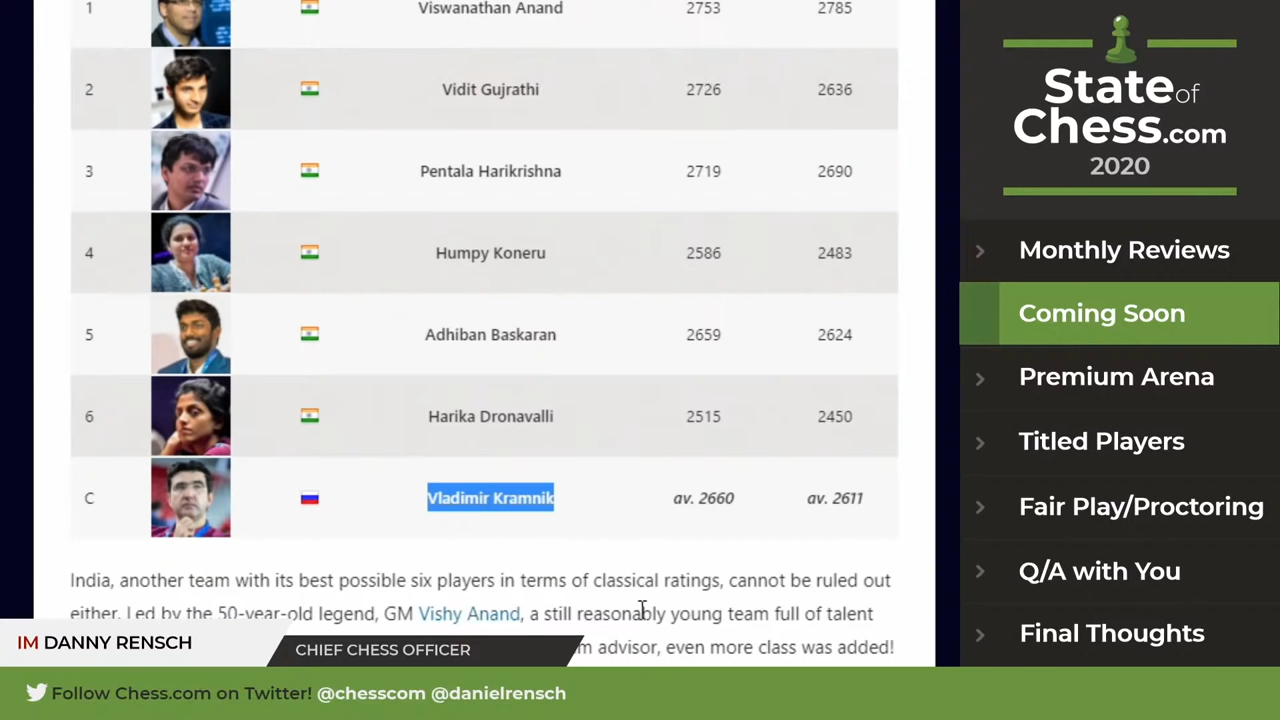 1 Viswanathan Anand 2753 2785
2 Vidit Gujrathi 2726 2636
3 Pentala Harikrishna 2719 2690
4 Humpy Koneru 2586 2483
5 Adhiban Baskaran 2659 2624
6 Harika Dronavalli 2515 2450
C Vladimir Kramnik av. 2660 av. 2611
India, another team with its best possible six players in terms of classical ratings, cannot be ruled out
either. Led by the 50-year-old legend, GM Vishy Anand, a still reasonably young team full of talent
m advisor, even more class was added!
IM DANNY RENSCH
CHIEF CHESS OFFICER
Follow Chess.com on Twitter! @chesscom @danielrensch
State of
Chess.com
2020
Monthly Reviews
Coming Soon
Premium Arena
Titled Players
Fair Play/Proctoring
Q/A with You
Final Thoughts